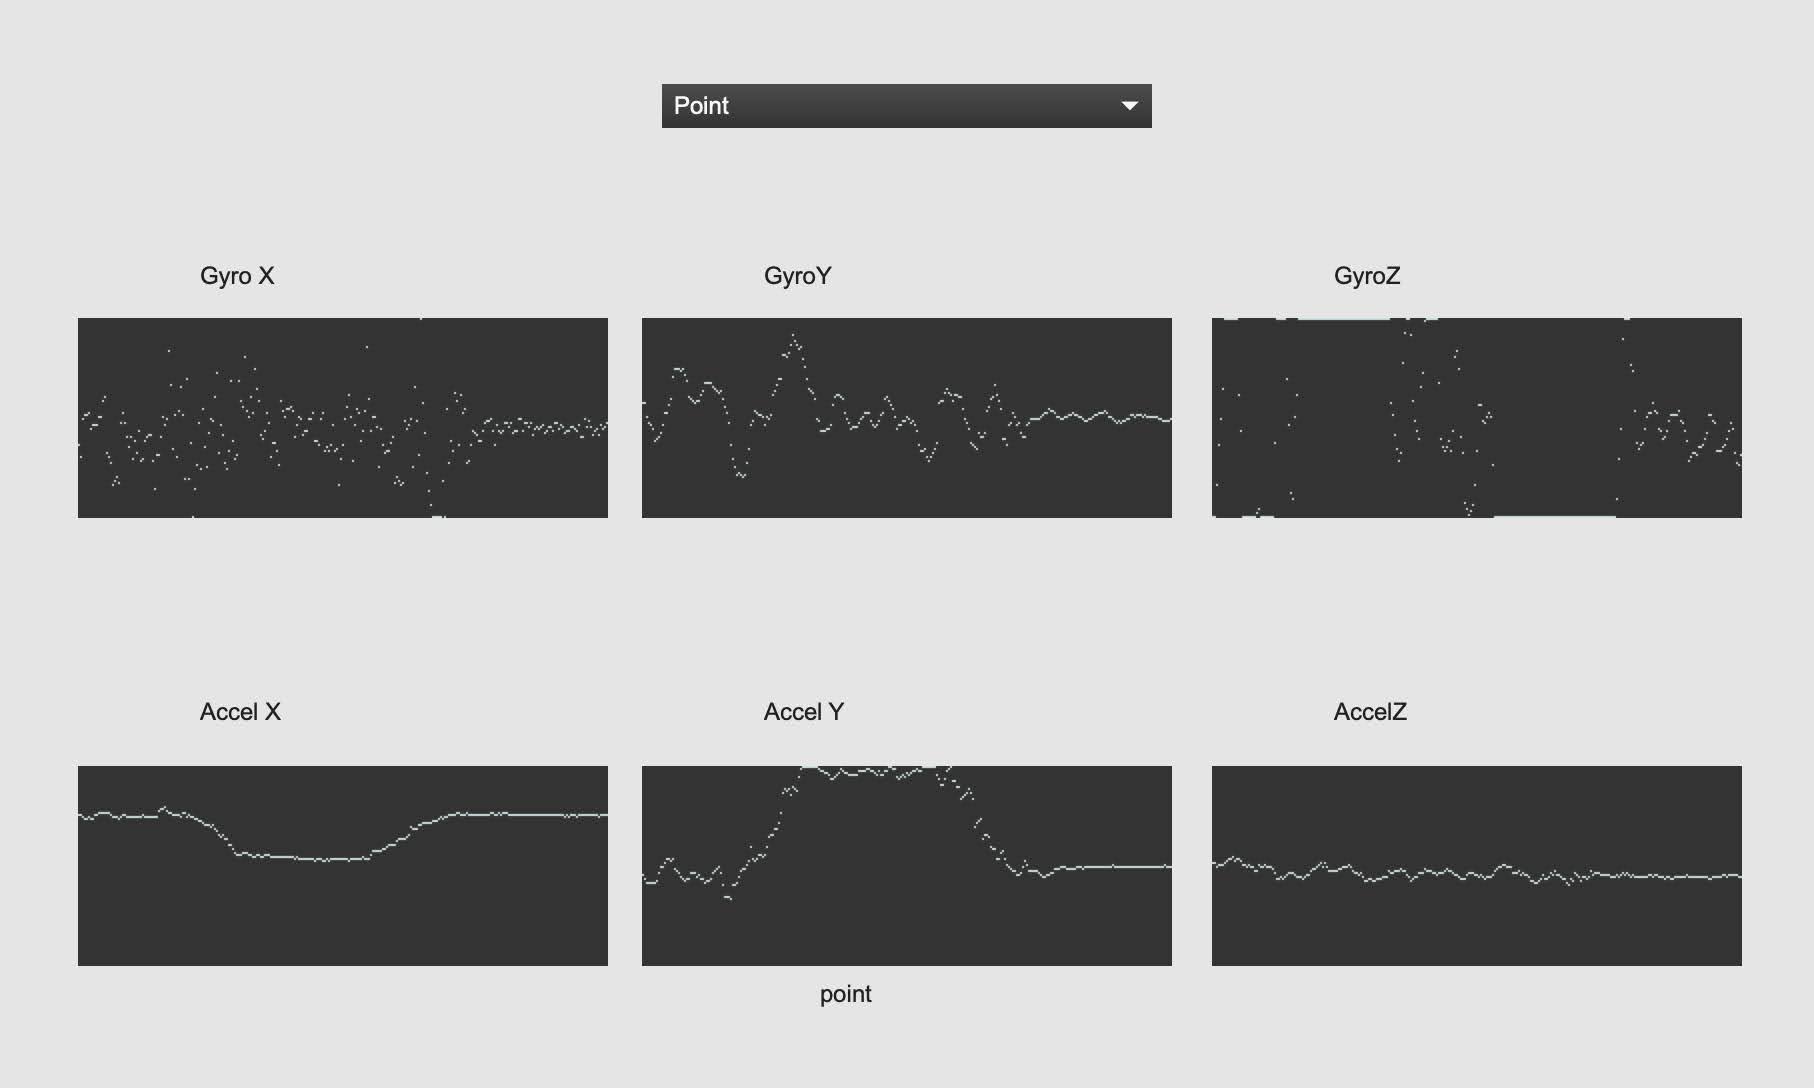 Point
Gyro X
GyroY
GyroZ
Accel X
Accel Y
AccelZ
point